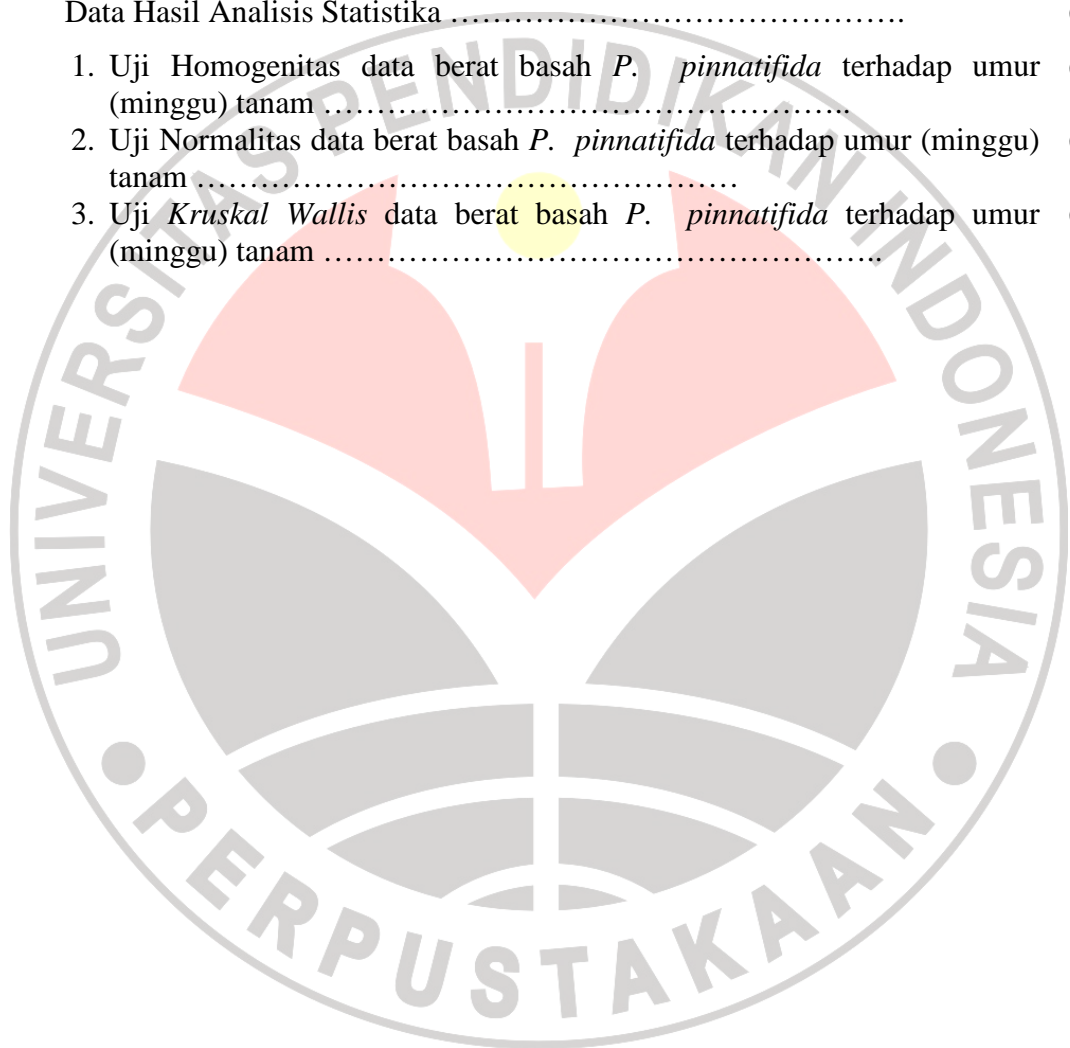 Data Hasil Analisis Statistika …………………………………….
1. Uji Homogenitas data berat basah P. pinnatifida terhadap umur
(minggu) tanam …………………………………………….
2. Uji Normalitas data berat basah P. pinnatifida terhadap umur (minggu)
tanam ……………………………………………
3. Uji Kruskal Wallis data berat basah P. pinnatifida terhadap umur
(minggu) tanam ……………………………………………..
UNIVERSITAS PENDIDIKAN INDONESIA
PERPUSTAKAAN